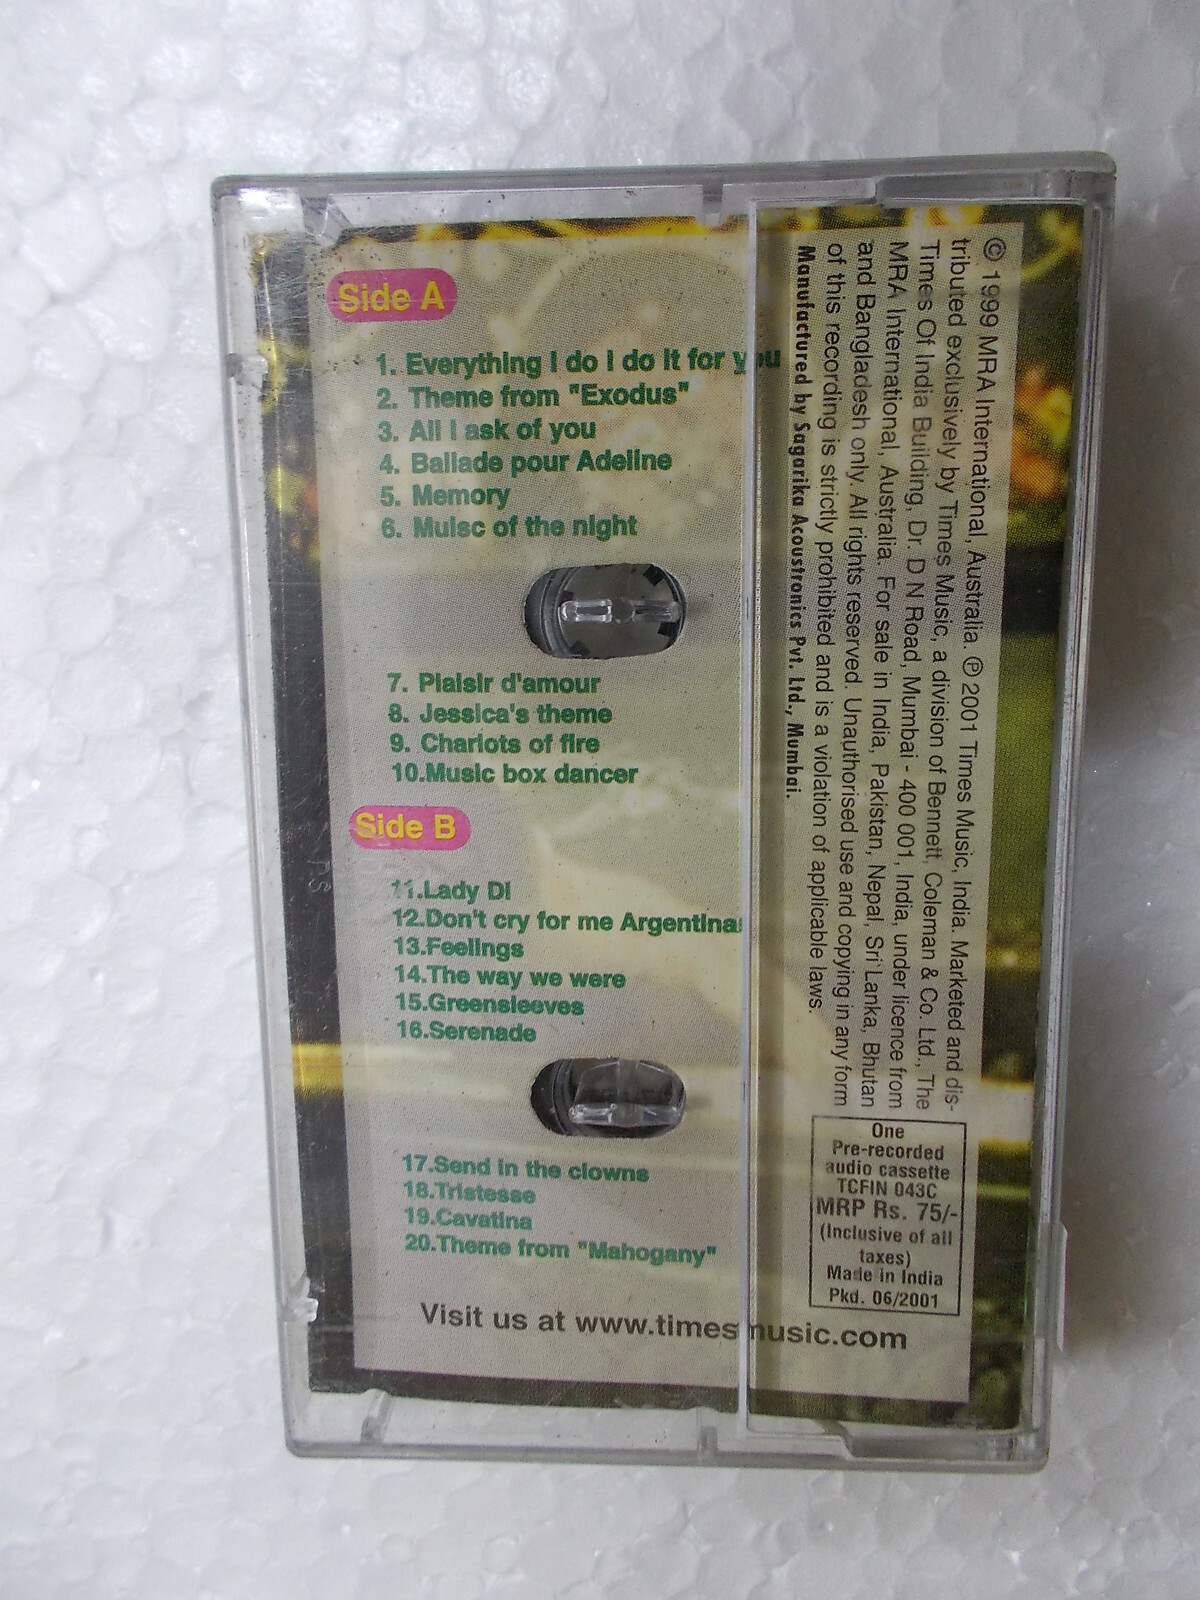 Side A
1. Everything I do I do it for you
2. Theme from "Exodus"
3. All I ask of you
4. Ballade pour Adeline
5. Memory
6. Muisc of the night
7. Plaisir d'amour
8. Jessica's theme
9. Chariots of fire
10.Music box dancer
Side B
11.Lady Di
12.Don't cry for me Argentina
13.Feelings
14.The way we were
15.Greensleeves
16.Serenade
17.Send in the clowns
18.Tristesse
19.Cavatina
20.Theme from "Mahogany"
Visit us at www.timesmusic.com
© 1999 MRA International, Australia. ℗ 2001 Times Music, India. Marketed and dis-
tributed exclusively by Times Music, a division of Bennett, Coleman & Co. Ltd., The
Times Of India Building, Dr. D N Road, Mumbai - 400 001, India, under licence from
MRA International, Australia. For sale in India, Pakistan, Nepal, Sri Lanka, Bhutan
and Bangladesh only. All rights reserved. Unauthorised use and copying in any form
of this recording is strictly prohibited and is a violation of applicable laws.
Manufactured by Sagarika Acoustronics Pvt. Ltd., Mumbai.
One
Pre-recorded
audio cassette
TCFIN 043C
MRP Rs. 75/-
(Inclusive of all
taxes)
Made in India
Pkd. 06/2001